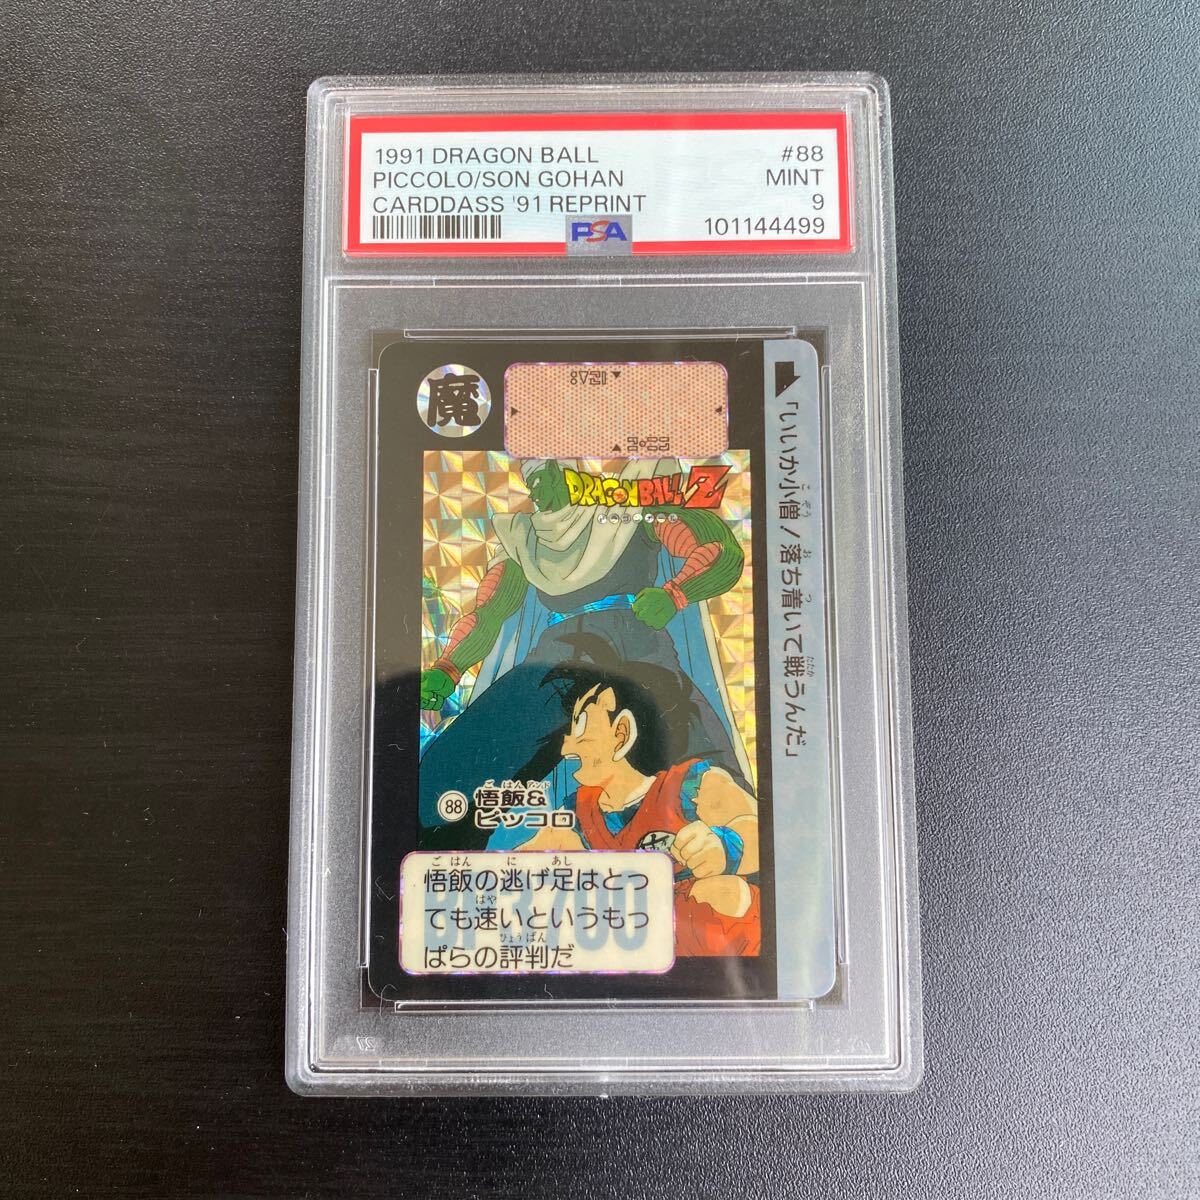 1991 DRAGON BALL #88
PICCOLO/SON GOHAN MINT
CARDDASS '91 REPRINT 9
PSA 101144499
魔
DRAGON BALL Z
「いいか小僧！落ち着いて戦うんだ」
88 悟飯&
ピッコロ
悟飯の逃げ足はとっ
ても速いというもっ
ぱらの評判だ